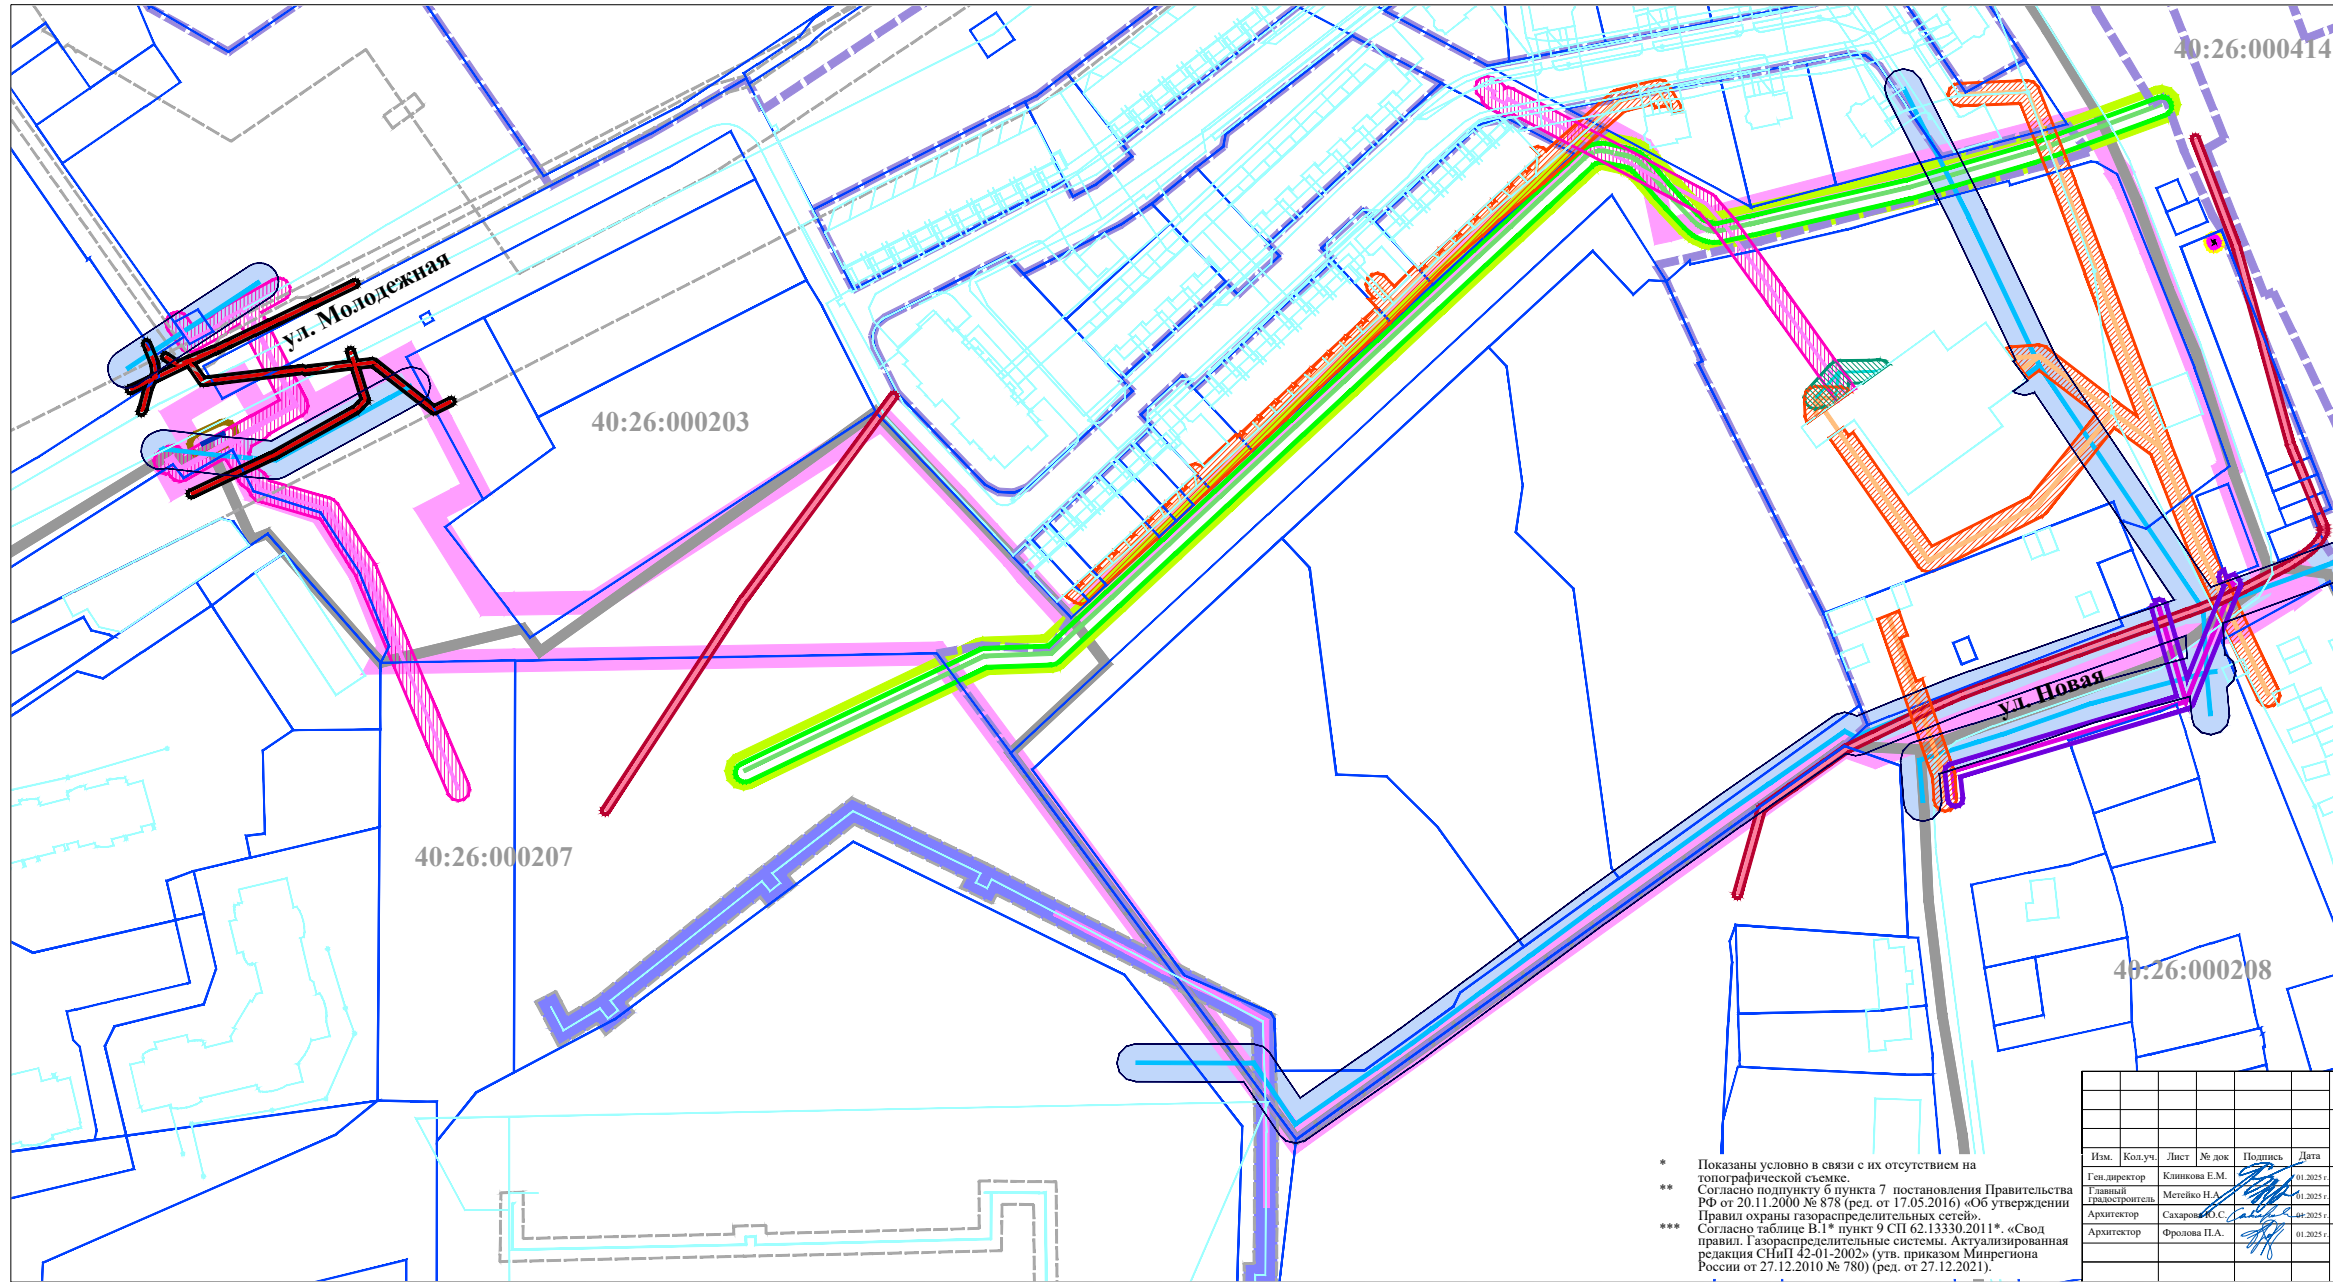 40:26:000414
ул. Молодежная
40:26:000203
ул. Новая
40:26:000207
40:26:000208
* Показаны условно в связи с их отсутствием на
топографической съемке.
** Согласно подпункту б пункта 7 постановления Правительства
РФ от 20.11.2000 № 878 (ред. от 17.05.2016) «Об утверждении
Правил охраны газораспределительных сетей».
*** Согласно таблице В.1* пункт 9 СП 62.13330.2011*. «Свод
правил. Газораспределительные системы. Актуализированная
редакция СНиП 42-01-2002» (утв. приказом Минрегиона
России от 27.12.2010 № 780) (ред. от 27.12.2021).
Изм. Кол.уч. Лист № док Подпись Дата
Ген.директор Клинкова Е.М. 01.2025 г.
Главный
градостроитель Метейко Н.А. 01.2025 г.
Архитектор Сахарова Ю.С. 01.2025 г.
Архитектор Фролова П.А. 01.2025 г.